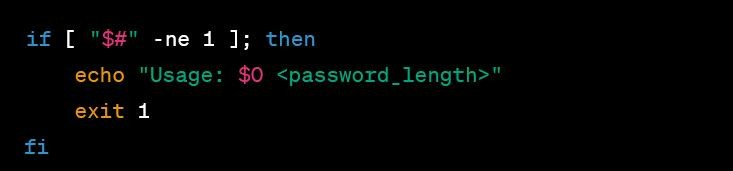 if [ "$#" -ne 1 ]; then
    echo "Usage: $0 <password_length>"
    exit 1
fi